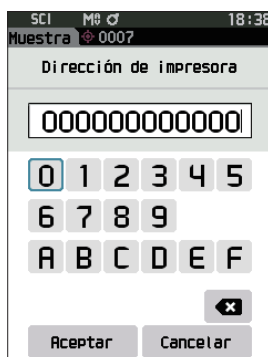 SCI M0 18:38
Muestra 0007
Dirección de impresora
000000000000
0 1 2 3 4 5
6 7 8 9
A B C D E F
Aceptar Cancelar